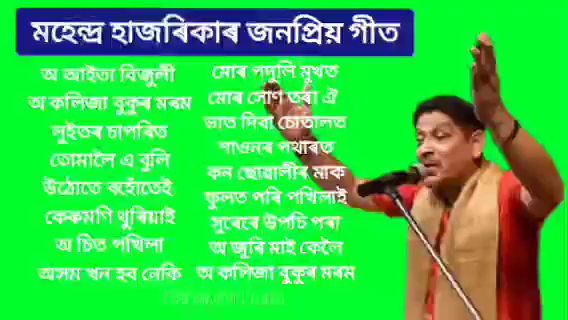 মহেন্দ্ৰ হাজৰিকাৰ জনপ্ৰিয় গীত
অ আইতা বিজুলী
অ কলিজা বুকুৰ মৰম
লুইতৰ চাপৰিত
তোমালৈ এ বুলি
উঠোতে বহোঁতেই
কেৰুমণি থুৰিয়াই
অ চিত পখিলা
অসম খন হব নেকি
মোৰ পদুলি মুখত
মোৰ সোণ তৰা ঐ
ভাত দিবা চোতালত
শাওনৰ পথাৰত
কন ছোৱালীৰ মাক
ফুলত পৰি পখিলাই
সুৰেৰে উপচি পৰা
অ জুৰি মাই কেলৈ
অ কলিজা বুকুৰ মৰম